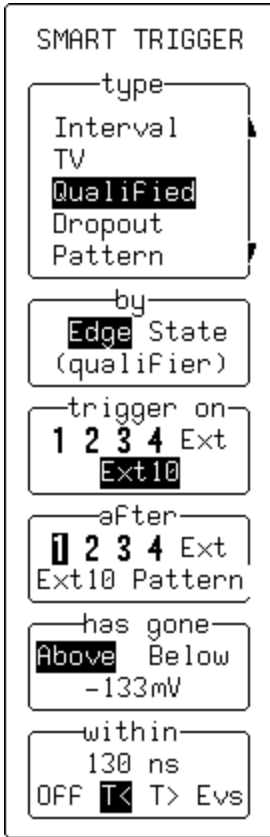 SMART TRIGGER
type
Interval
TV
Qualified
Dropout
Pattern
by
Edge State
(qualifier)
trigger on
1 2 3 4 Ext
Ext10
after
1 2 3 4 Ext
Ext10 Pattern
has gone
Above Below
-133mV
within
130 ns
OFF T< T> Evs